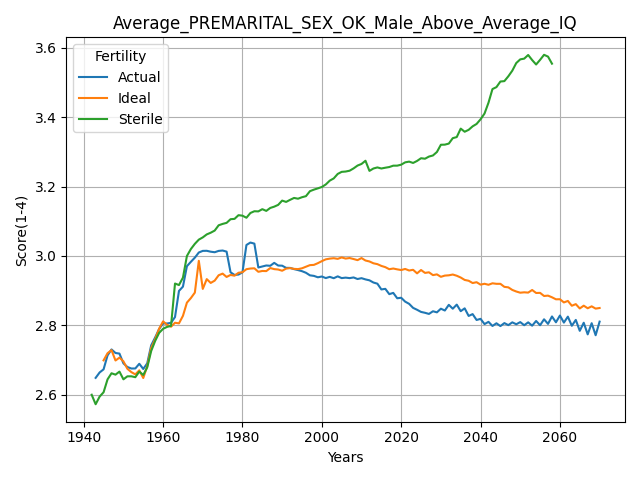 Average_PREMARITAL_SEX_OK_Male_Above_Average_IQ
Fertility
Actual
Ideal
Sterile
Score(1-4)
3.6
3.4
3.2
3.0
2.8
2.6
1940 1960 1980 2000 2020 2040 2060
Years